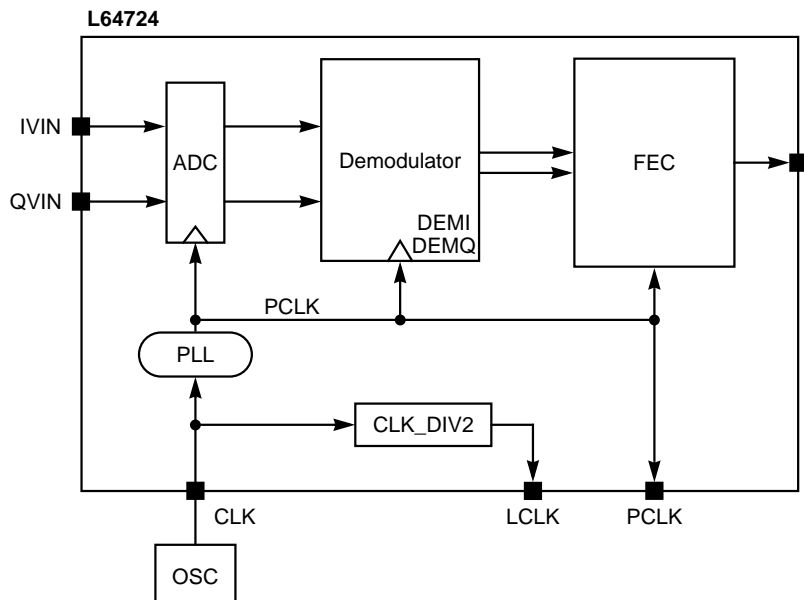 L64724
IVIN
ADC
Demodulator
FEC
QVIN
DEMI
DEMQ
PCLK
PLL
CLK_DIV2
CLK
LCLK
PCLK
OSC